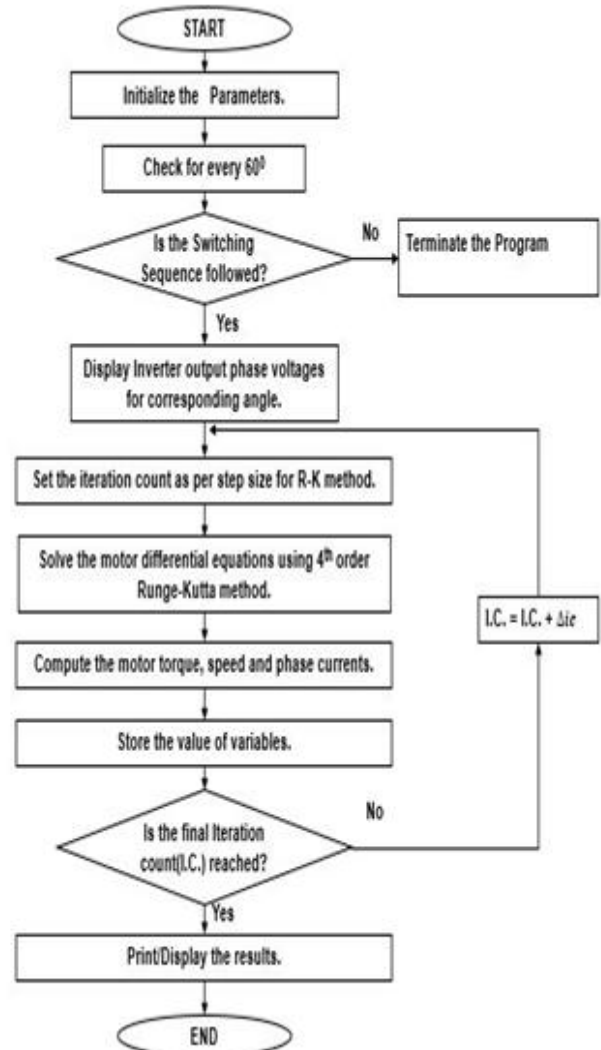 START
Initialize the Parameters.
Check for every 60⁰
Is the Switching
Sequence followed?
No
Terminate the Program
Yes
Display Inverter output phase voltages
for corresponding angle.
Set the iteration count as per step size for R-K method.
Solve the motor differential equations using 4ᵗʰ order
Runge-Kutta method.
I.C. = I.C. + Δie
Compute the motor torque, speed and phase currents.
Store the value of variables.
Is the final Iteration
count(I.C.) reached?
No
Yes
Print/Display the results.
END